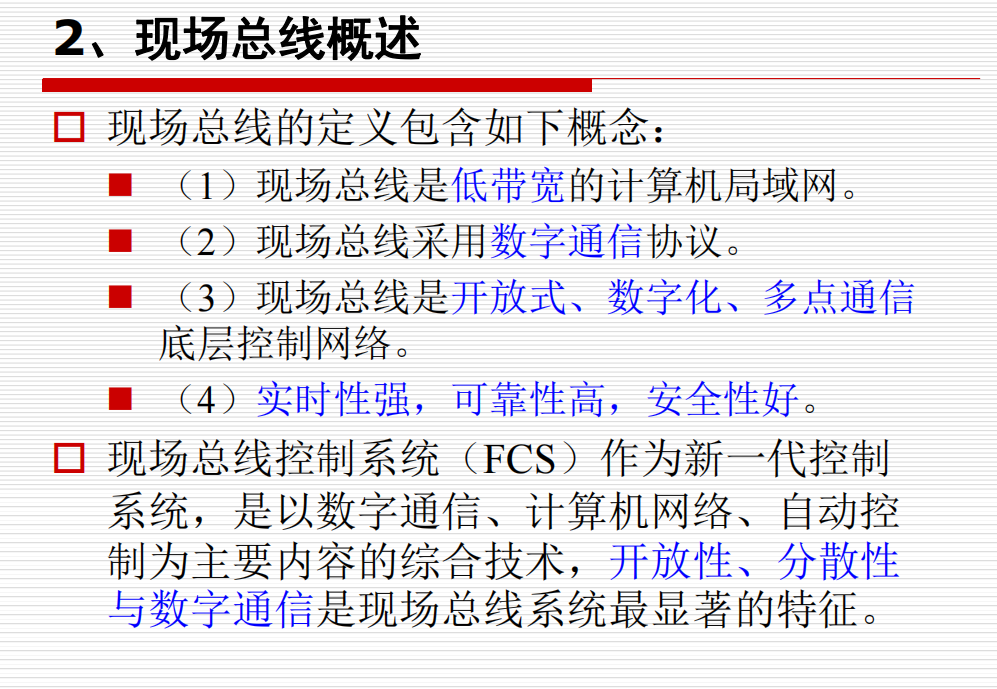 2、现场总线概述
现场总线的定义包含如下概念：
（1）现场总线是低带宽的计算机局域网。
（2）现场总线采用数字通信协议。
（3）现场总线是开放式、数字化、多点通信
底层控制网络。
（4）实时性强，可靠性高，安全性好。
现场总线控制系统（FCS）作为新一代控制
系统，是以数字通信、计算机网络、自动控
制为主要内容的综合技术，开放性、分散性
与数字通信是现场总线系统最显著的特征。